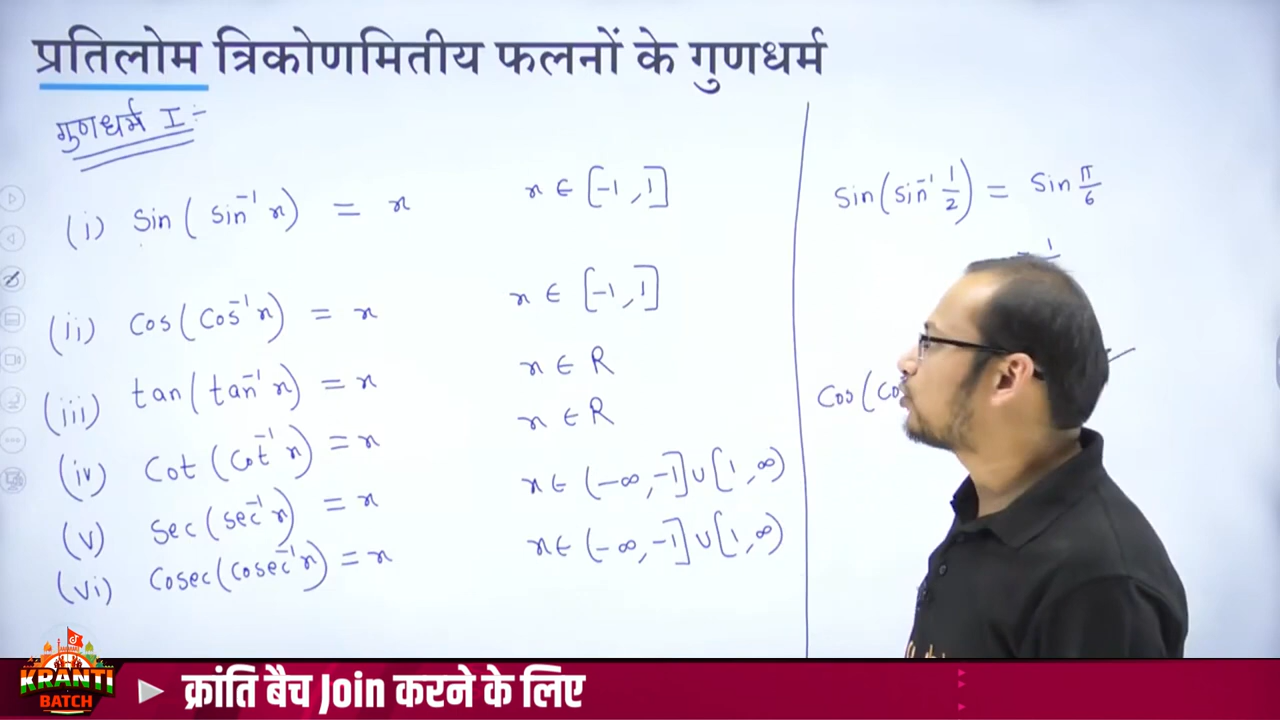 प्रतिलोम त्रिकोणमितीय फलनों के गुणधर्म
गुणधर्म I :-
(i) Sin ( sin⁻¹ x) = x x ∈ [-1, 1]
(ii) Cos ( Cos⁻¹ x) = x x ∈ [-1, 1]
(iii) tan ( tan⁻¹ x) = x x ∈ R
(iv) Cot ( Cot⁻¹ x) = x x ∈ R
(v) Sec ( sec⁻¹ x) = x x ∈ (-∞, -1] ∪ [1, ∞)
(vi) Cosec ( cosec⁻¹ x) = x x ∈ (-∞, -1] ∪ [1, ∞)
Sin ( sin⁻¹ 1/2 ) = Sin π/6
Cos (
KRANTI
BATCH
क्रांति बैच Join करने के लिए